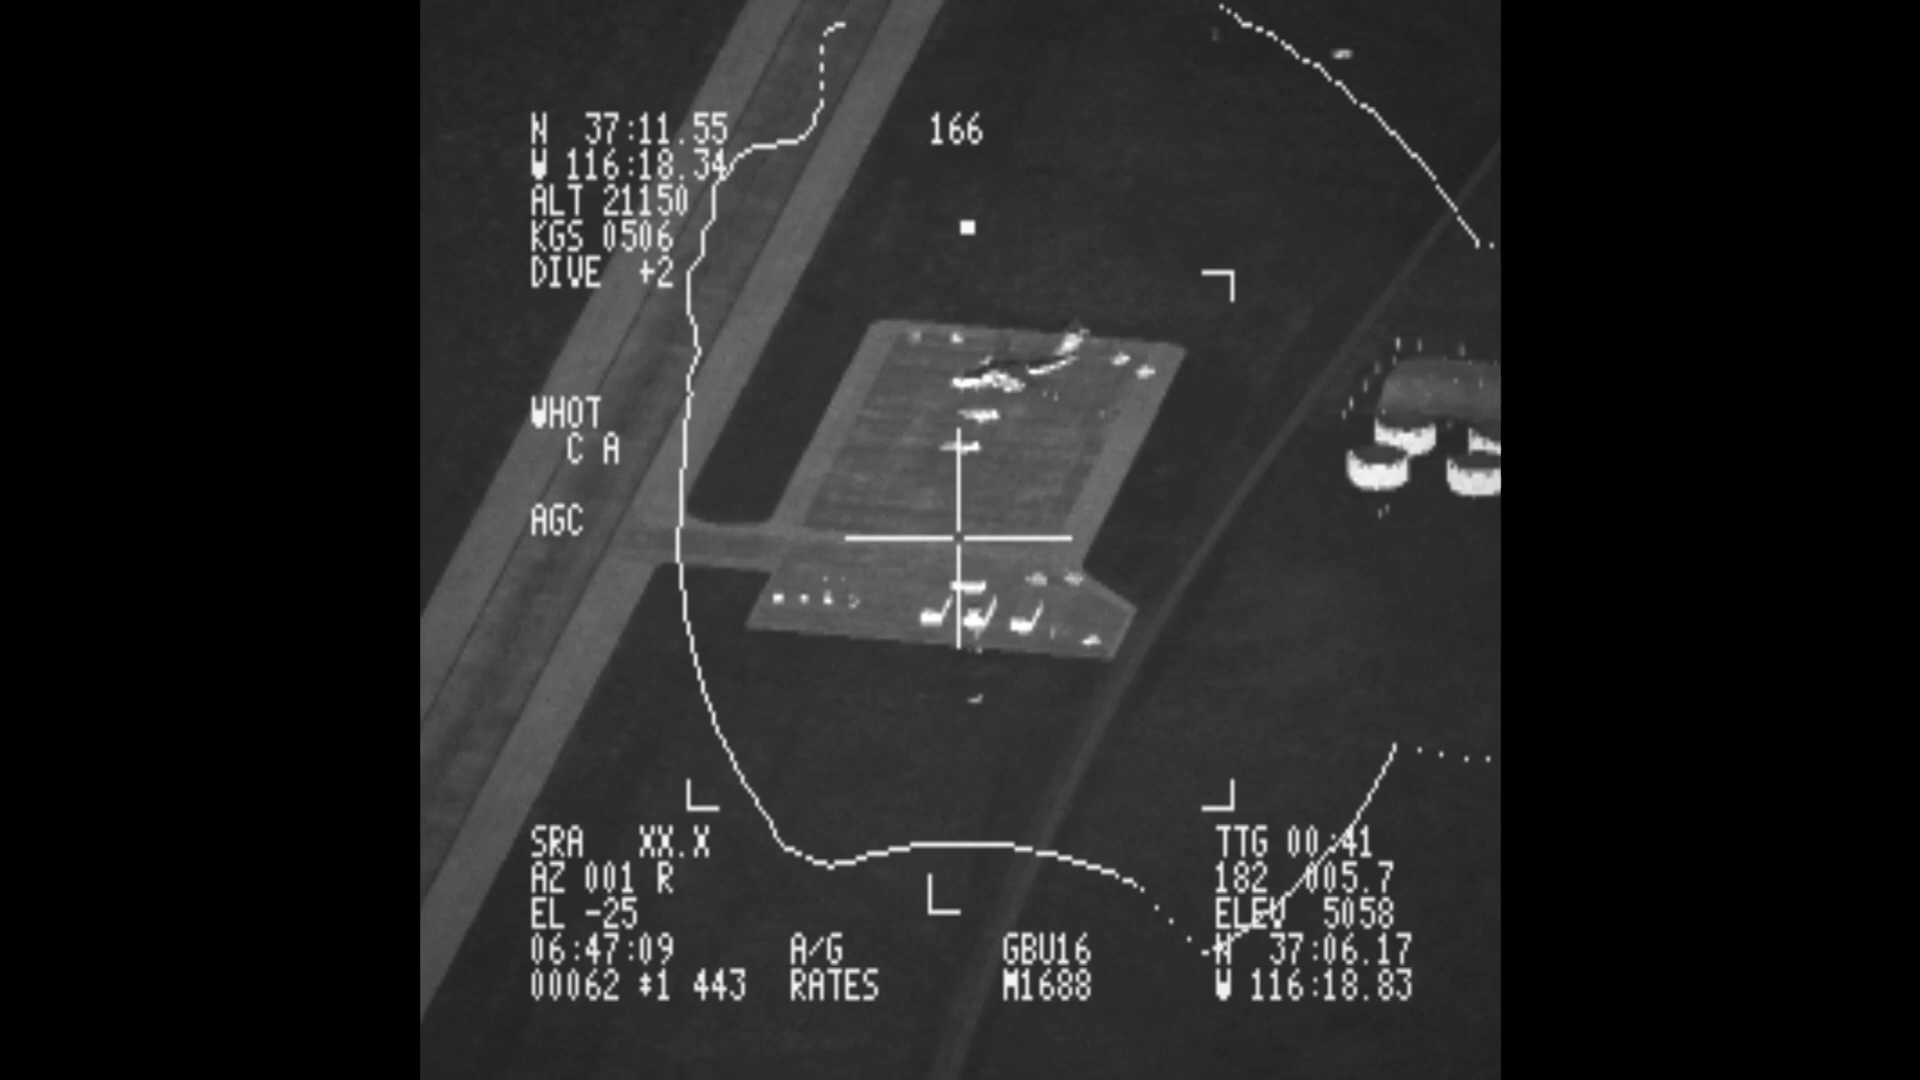 N 37:11.55
W 116:18.34
ALT 21150
KGS 0506
DIVE +2
166
WHOT
C A
AGC
SRA XX.X
AZ 001 R
EL -25
06:47:09
00062 *1 443
A/G
RATES
GBU16
M1688
TTG 00:41
182 005.7
ELEV 5058
N 37:06.17
W 116:18.83